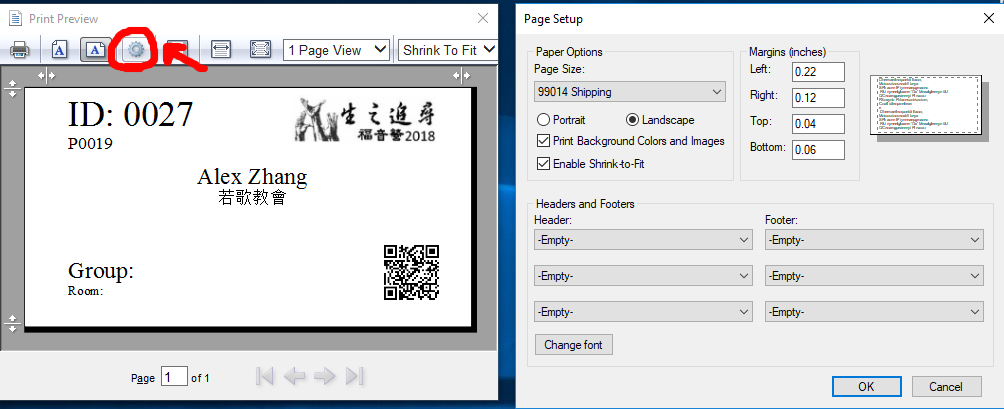 Print Preview
1 Page View
Shrink To Fit
ID: 0027
P0019
生之追尋
福音營2018
Alex Zhang
若歌教會
Group:
Room:
Page 1 of 1
Page Setup
Paper Options
Page Size:
99014 Shipping
Portrait
Landscape
Print Background Colors and Images
Enable Shrink-to-Fit
Margins (inches)
Left: 0.22
Right: 0.12
Top: 0.04
Bottom: 0.06
Headers and Footers
Header:
Footer:
-Empty-
-Empty-
-Empty-
-Empty-
-Empty-
-Empty-
Change font
OK
Cancel